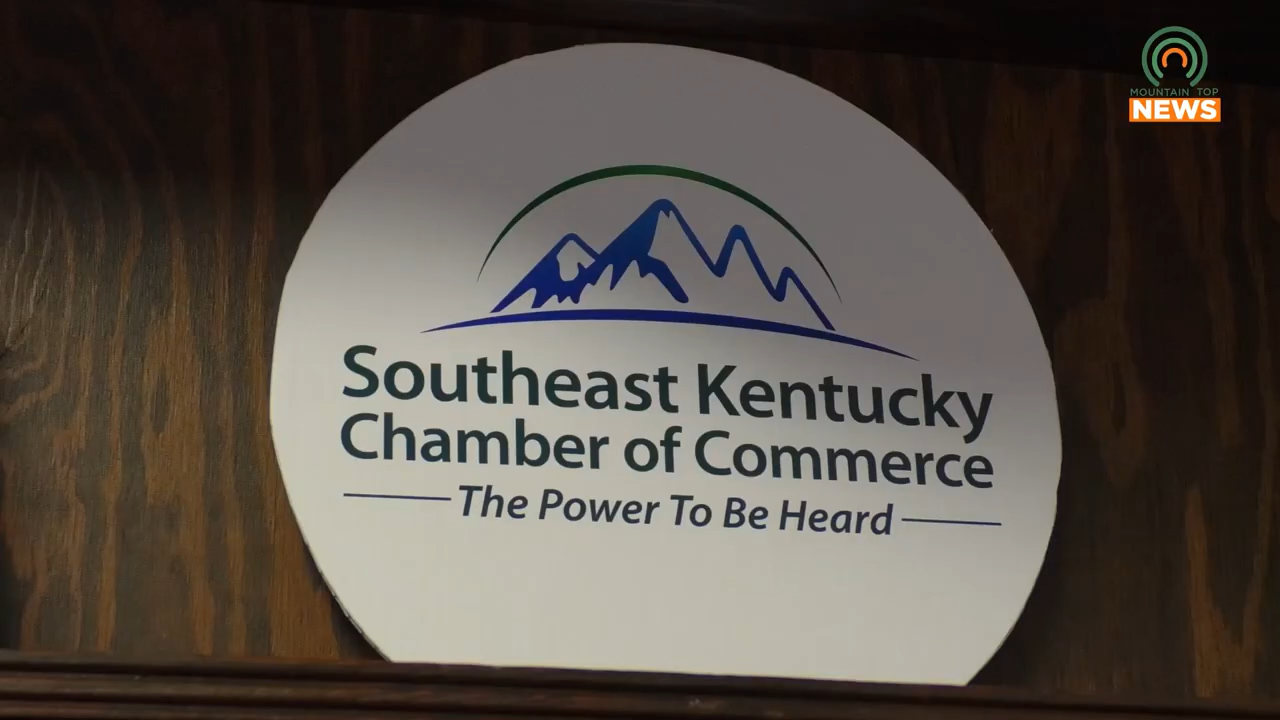 MOUNTAIN TOP
NEWS
Southeast Kentucky
Chamber of Commerce
The Power To Be Heard